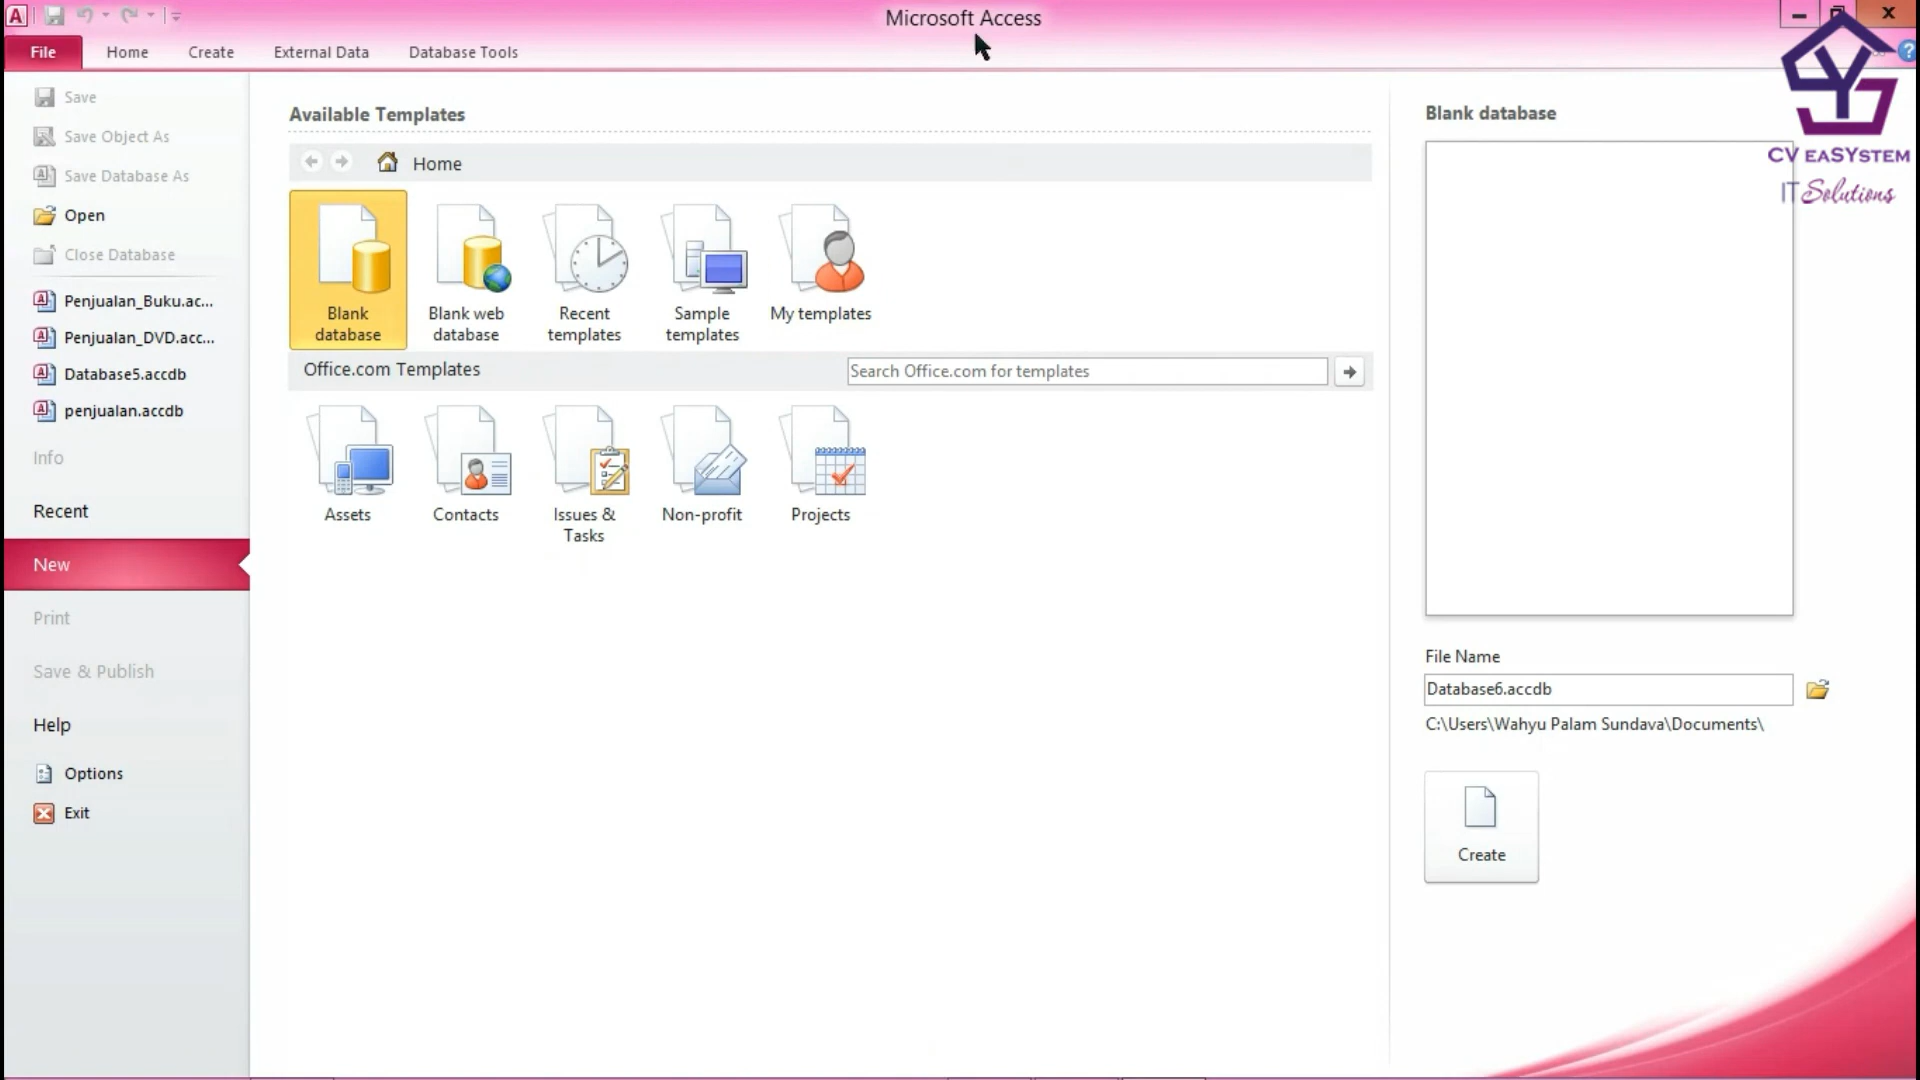 Microsoft Access
File Home Create External Data Database Tools
Save
Save Object As
Save Database As
Open
Close Database
Penjualan_Buku.ac...
Penjualan_DVD.acc...
Database5.accdb
penjualan.accdb
Info
Recent
New
Print
Save & Publish
Help
Options
Exit
Available Templates
Home
Blank
database
Blank web
database
Recent
templates
Sample
templates
My templates
Office.com Templates
Search Office.com for templates
Assets
Contacts
Issues &
Tasks
Non-profit
Projects
Blank database
CV eaSYstem
IT Solutions
File Name
Database6.accdb
C:\Users\Wahyu Palam Sundava\Documents\
Create